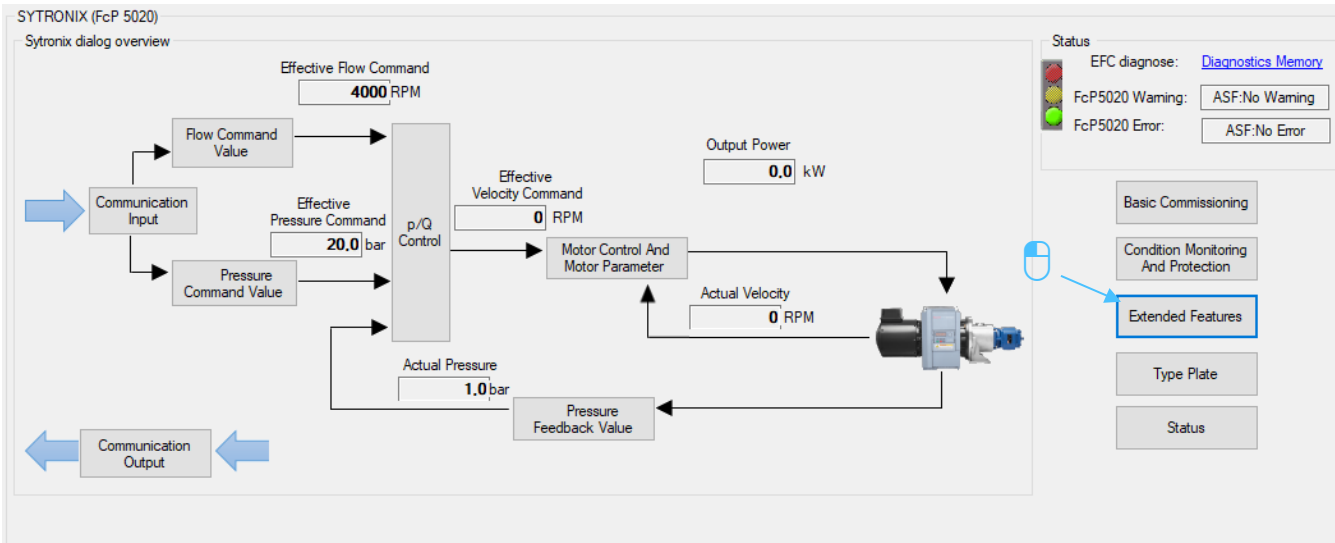 SYTRONIX (FcP 5020)
Sytronix dialog overview
Effective Flow Command
4000 RPM
Flow Command
Value
Communication
Input
Effective
Pressure Command
20,0 bar
Pressure
Command Value
p/Q
Control
Effective
Velocity Command
0 RPM
Output Power
0,0 kW
Motor Control And
Motor Parameter
Actual Velocity
0 RPM
Actual Pressure
1,0 bar
Pressure
Feedback Value
Communication
Output
Status
EFC diagnose: Diagnostics Memory
FcP5020 Warning: ASF:No Warning
FcP5020 Error: ASF:No Error
Basic Commissioning
Condition Monitoring
And Protection
Extended Features
Type Plate
Status